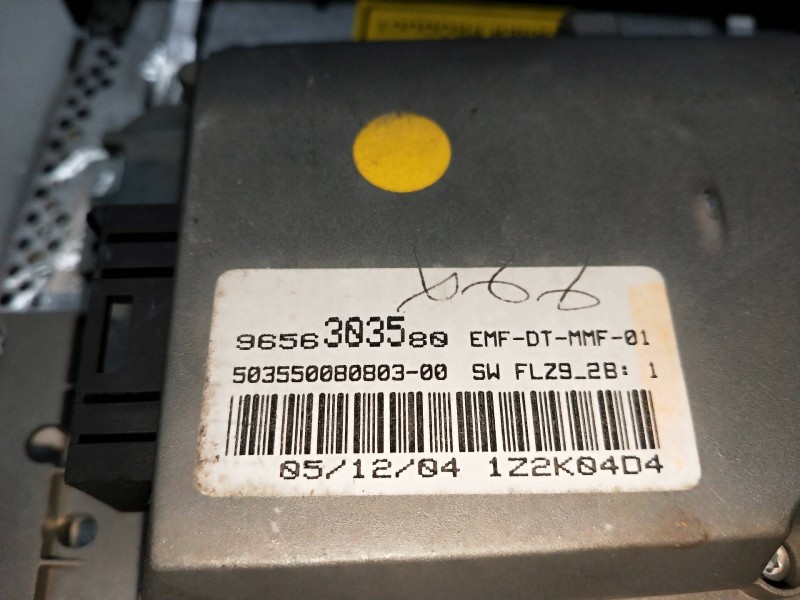 9656303580 EMF-DT-MMF-01
503550080803-00 SW FLZ9_2B: 1
05/12/04 1Z2K04D4